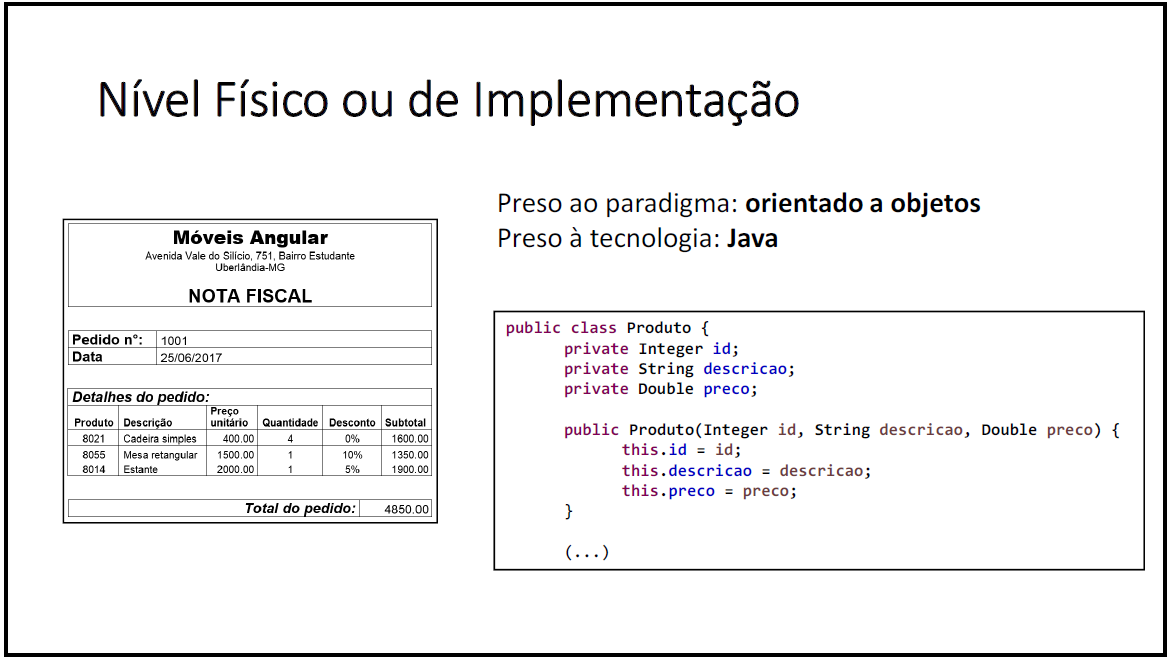 Nível Físico ou de Implementação
Preso ao paradigma: orientado a objetos
Preso à tecnologia: Java
Móveis Angular
Avenida Vale do Silício, 751, Bairro Estudante
Uberlândia-MG
NOTA FISCAL
Pedido n°: 1001
Data 25/06/2017
Detalhes do pedido:
Produto Descrição Preço unitário Quantidade Desconto Subtotal
8021 Cadeira simples 400.00 4 0% 1600.00
8055 Mesa retangular 1500.00 1 10% 1350.00
8014 Estante 2000.00 1 5% 1900.00
Total do pedido: 4850.00
public class Produto {
private Integer id;
private String descricao;
private Double preco;
public Produto(Integer id, String descricao, Double preco) {
this.id = id;
this.descricao = descricao;
this.preco = preco;
}
(...)